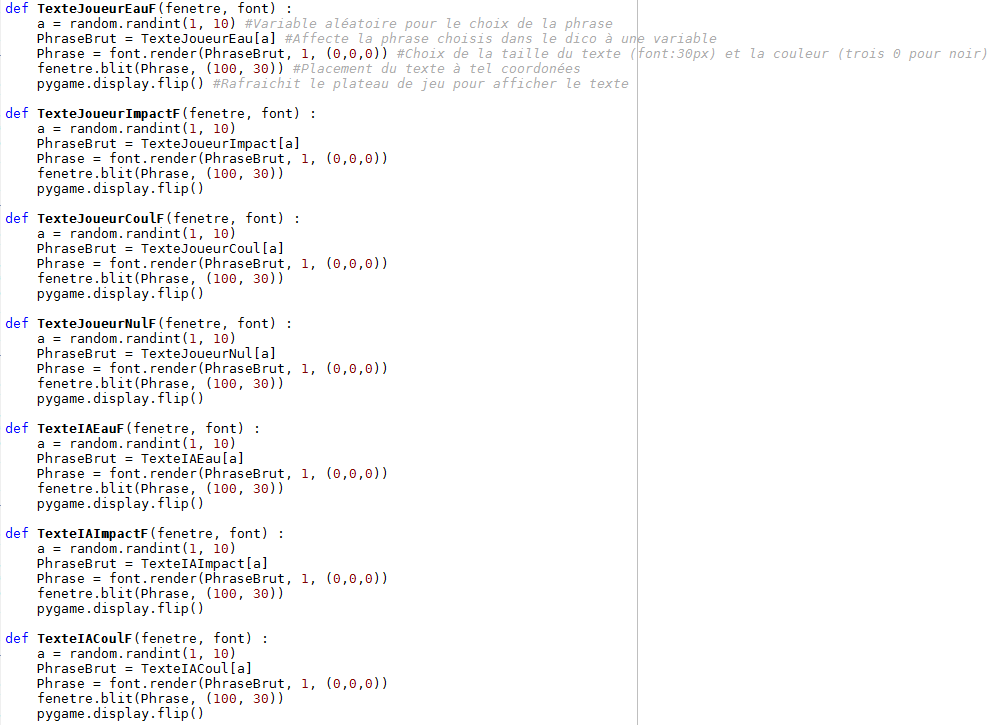 def TexteJoueurEauF(fenetre, font) :
    a = random.randint(1, 10) #Variable aléatoire pour le choix de la phrase
    PhraseBrut = TexteJoueurEau[a] #Affecte la phrase choisis dans le dico à une variable
    Phrase = font.render(PhraseBrut, 1, (0,0,0)) #Choix de la taille du texte (font:30px) et la couleur (trois 0 pour noir)
    fenetre.blit(Phrase, (100, 30)) #Placement du texte à tel coordonées
    pygame.display.flip() #Rafraichit le plateau de jeu pour afficher le texte

def TexteJoueurImpactF(fenetre, font) :
    a = random.randint(1, 10)
    PhraseBrut = TexteJoueurImpact[a]
    Phrase = font.render(PhraseBrut, 1, (0,0,0))
    fenetre.blit(Phrase, (100, 30))
    pygame.display.flip()

def TexteJoueurCoulF(fenetre, font) :
    a = random.randint(1, 10)
    PhraseBrut = TexteJoueurCoul[a]
    Phrase = font.render(PhraseBrut, 1, (0,0,0))
    fenetre.blit(Phrase, (100, 30))
    pygame.display.flip()

def TexteJoueurNulF(fenetre, font) :
    a = random.randint(1, 10)
    PhraseBrut = TexteJoueurNul[a]
    Phrase = font.render(PhraseBrut, 1, (0,0,0))
    fenetre.blit(Phrase, (100, 30))
    pygame.display.flip()

def TexteIAEauF(fenetre, font) :
    a = random.randint(1, 10)
    PhraseBrut = TexteIAEau[a]
    Phrase = font.render(PhraseBrut, 1, (0,0,0))
    fenetre.blit(Phrase, (100, 30))
    pygame.display.flip()

def TexteIAImpactF(fenetre, font) :
    a = random.randint(1, 10)
    PhraseBrut = TexteIAImpact[a]
    Phrase = font.render(PhraseBrut, 1, (0,0,0))
    fenetre.blit(Phrase, (100, 30))
    pygame.display.flip()

def TexteIACoulF(fenetre, font) :
    a = random.randint(1, 10)
    PhraseBrut = TexteIACoul[a]
    Phrase = font.render(PhraseBrut, 1, (0,0,0))
    fenetre.blit(Phrase, (100, 30))
    pygame.display.flip()